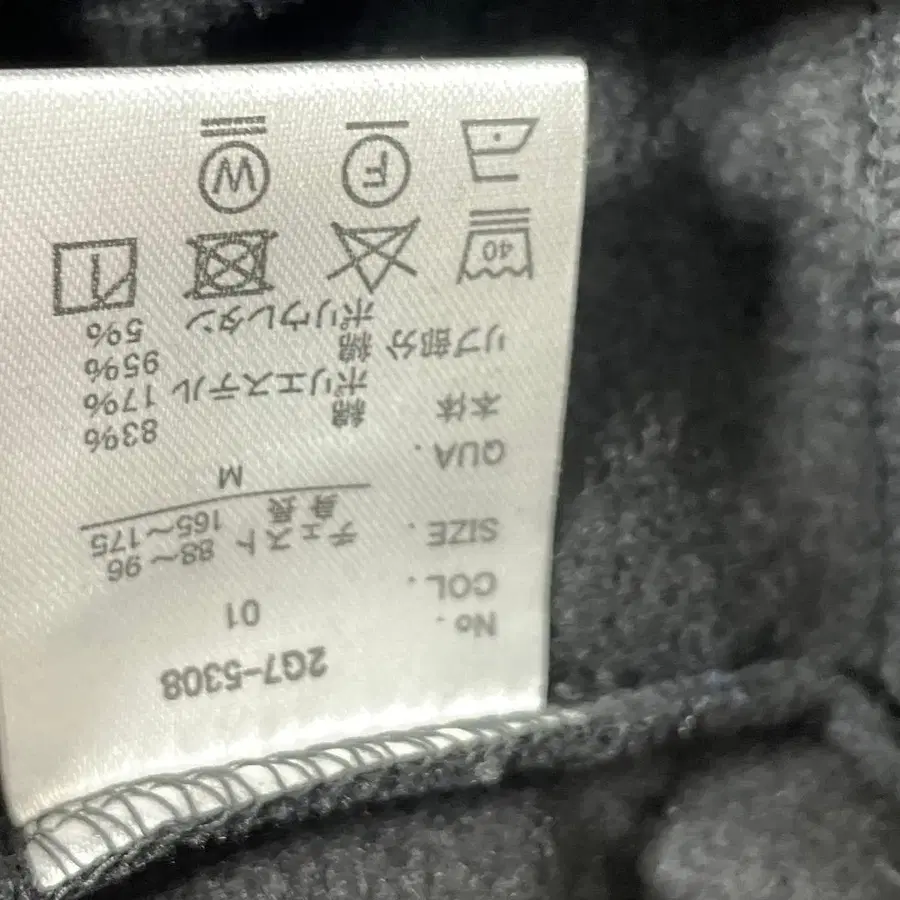 No. 2G7-5308
COL. 01
SIZE. チェスト 88〜96
身長 165〜175
M
QUA.
本体 綿 83%
ポリエステル 17%
リブ部分 綿 95%
ポリウレタン 5%
40
F W